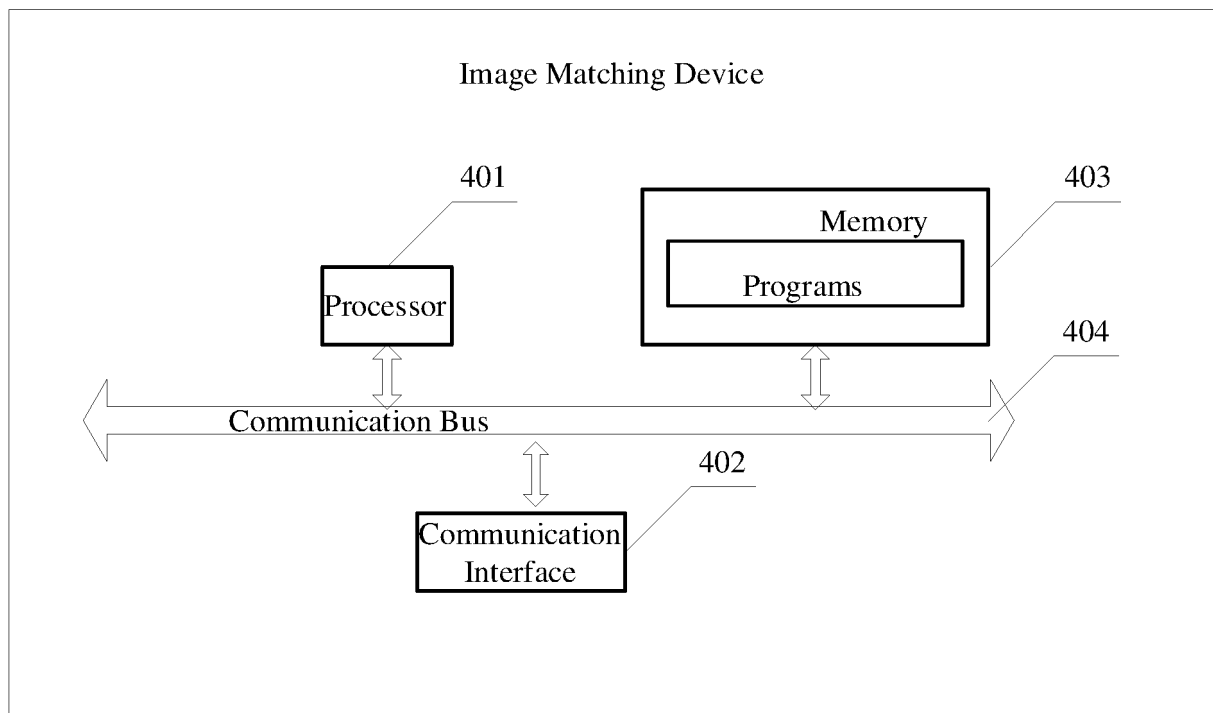 Image Matching Device
401
403
Memory
Processor
Programs
404
Communication Bus
402
Communication
Interface